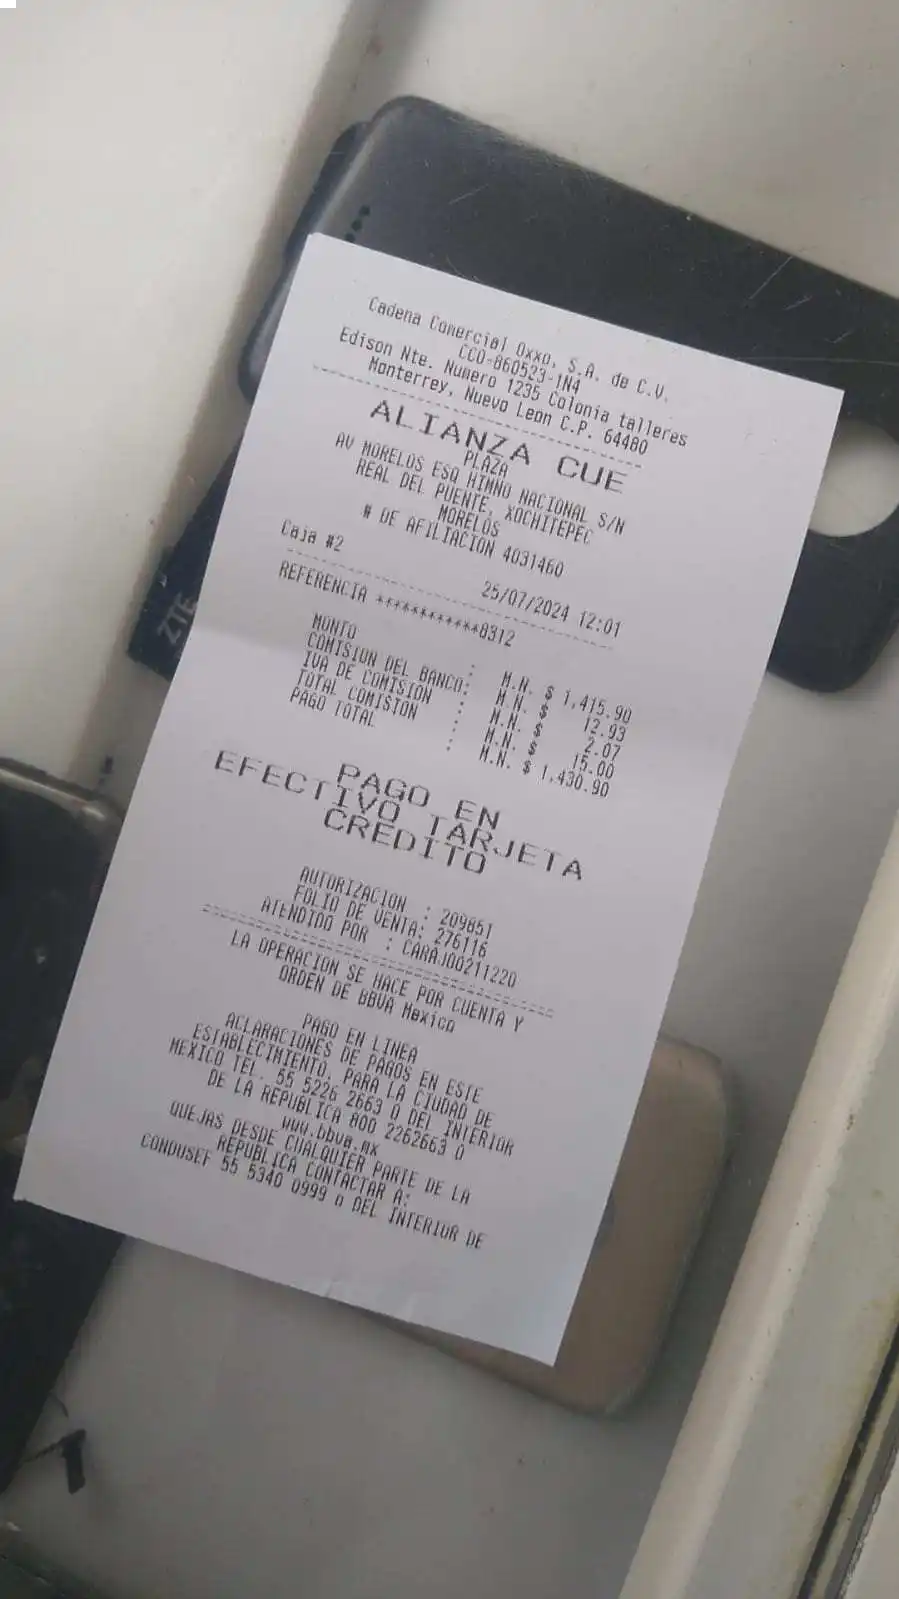 Cadena Comercial Oxxo, S.A. de C.V.
CCO-860523-1N4
Edison Nte. Numero 1235 Colonia talleres
Monterrey, Nuevo Leon C.P. 64480
ALIANZA CUE
PLAZA
AV MORELOS ESQ HIMNO NACIONAL S/N
REAL DEL PUENTE, XOCHITEPEC
MORELOS
# DE AFILIACION 4031460
Caja #2
25/07/2024 12:01
REFERENCIA ************8312
MONTO : M.N. $ 1,415.90
COMISION DEL BANCO: M.N. $ 12.93
IVA DE COMISION : M.N. $ 2.07
TOTAL COMISION : M.N. $ 15.00
PAGO TOTAL : M.N. $ 1,430.90
PAGO EN
EFECTIVO TARJETA
CREDITO
AUTORIZACION : 209851
FOLIO DE VENTA: 276116
ATENDIDO POR : CARAJ00211220
LA OPERACION SE HACE POR CUENTA Y
ORDEN DE BBVA Mexico
PAGO EN LINEA
ACLARACIONES DE PAGOS EN ESTE
ESTABLECIMIENTO, PARA LA CIUDAD DE
MEXICO TEL. 55 5226 2663 O DEL INTERIOR
DE LA REPUBLICA 800 2262663 O
www.bbva.mx
QUEJAS DESDE CUALQUIER PARTE DE LA
REPUBLICA CONTACTAR A:
CONDUSEF 55 5340 0999 o DEL INTERIOR DE
ZTE